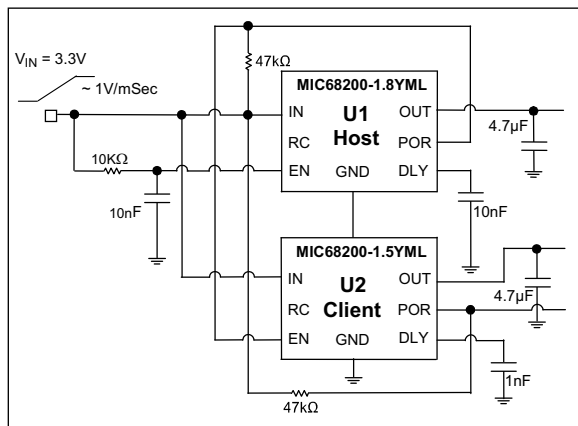 V_IN = 3.3V
~ 1V/mSec
47kΩ
MIC68200-1.8YML
U1
Host
IN
RC
EN
GND
OUT
POR
DLY
4.7µF
10KΩ
10nF
10nF
MIC68200-1.5YML
U2
Client
IN
RC
EN
GND
OUT
POR
DLY
4.7µF
1nF
47kΩ